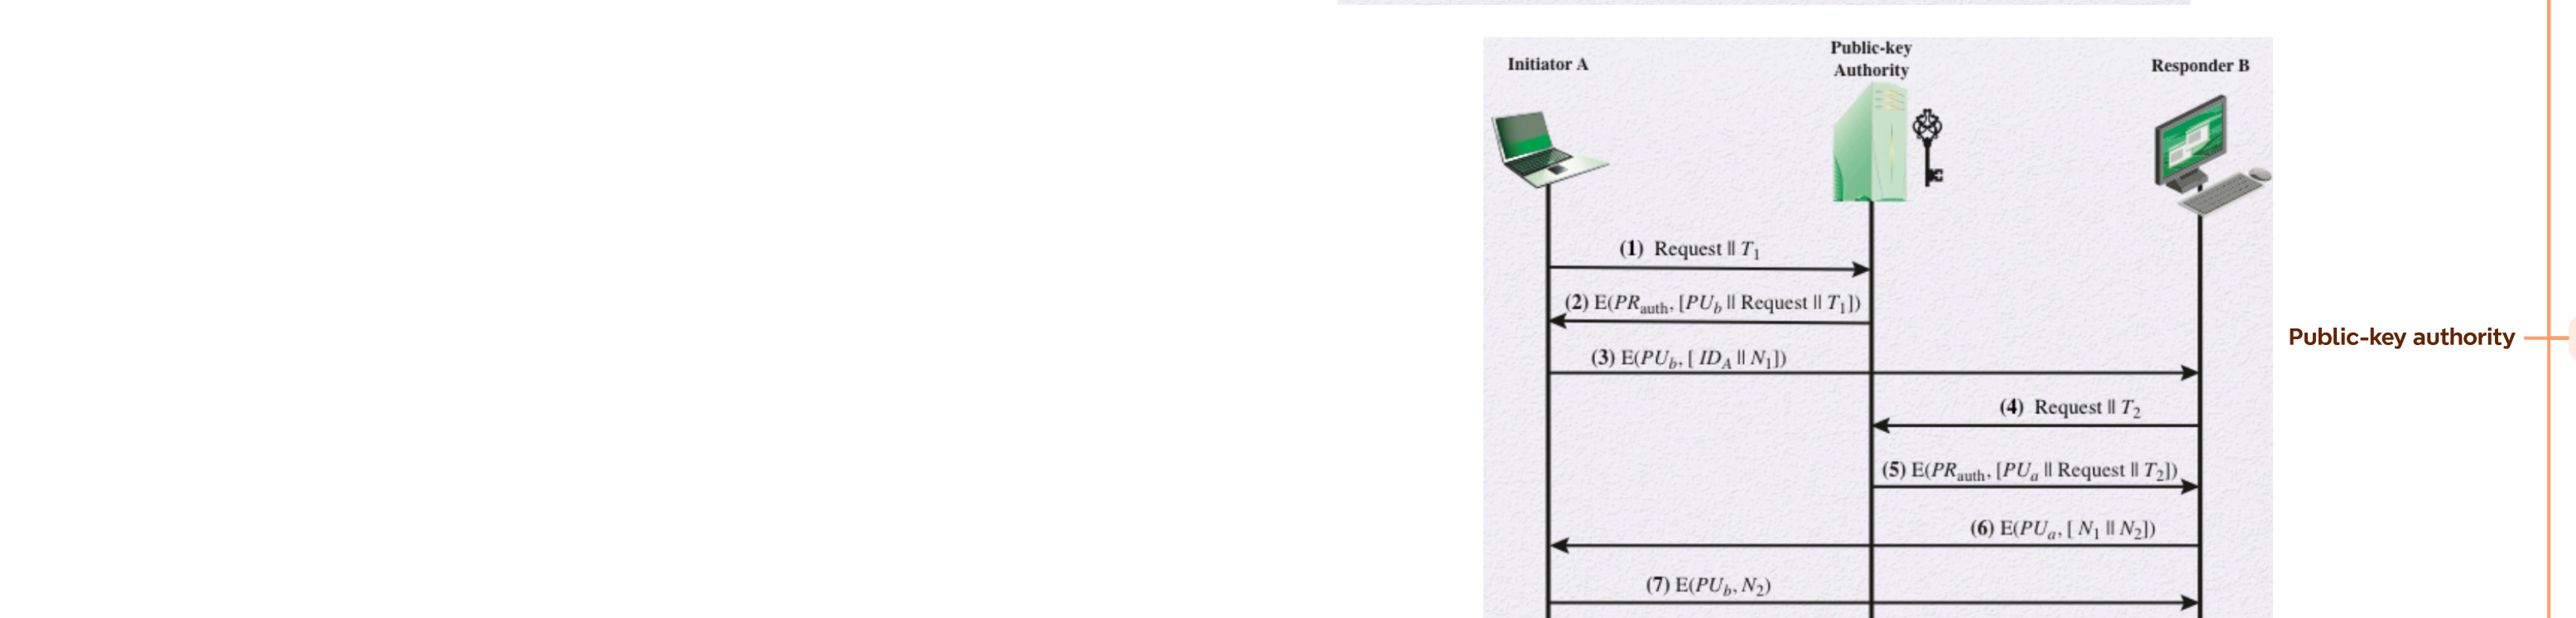 Initiator A
Public-key
Authority
Responder B
(1) Request || T1
(2) E(PRauth, [PUb || Request || T1])
(3) E(PUb, [ IDA || N1])
(4) Request || T2
(5) E(PRauth, [PUa || Request || T2])
(6) E(PUa, [ N1 || N2])
(7) E(PUb, N2)
Public-key authority